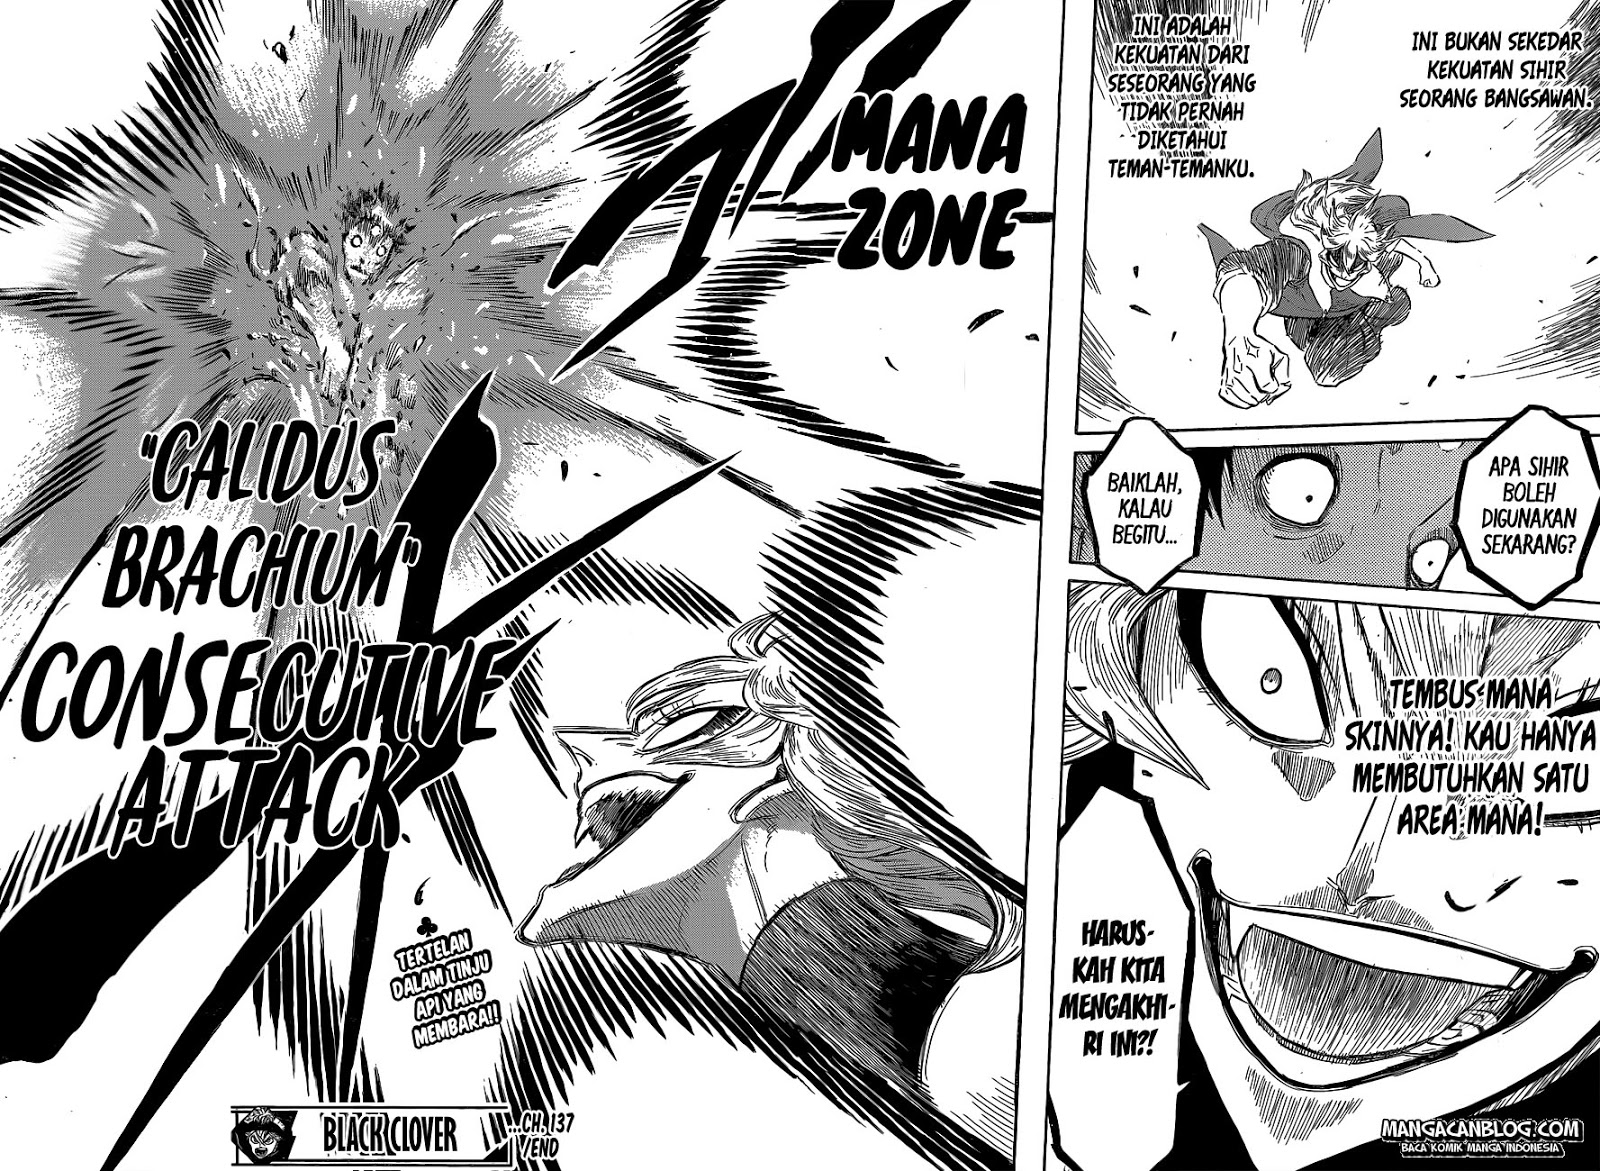 INI BUKAN SEKEDAR
KEKUATAN SIHIR
SEORANG BANGSAWAN.
INI ADALAH
KEKUATAN DARI
SESEORANG YANG
TIDAK PERNAH
DIKETAHUI
TEMAN-TEMANKU.
APA SIHIR
BOLEH
DIGUNAKAN
SEKARANG?
BAIKLAH,
KALAU
BEGITU...
TEMBUS MANA
SKINNYA! KAU HANYA
MEMBUTUHKAN SATU
AREA MANA!
HARUS-
KAH KITA
MENGAKHI-
RI INI?!
MANA
ZONE
"CALIDUS
BRACHIUM"
CONSECUTIVE
ATTACK
TERTELAN
DALAM TINJU
API YANG
MEMBARA!!
BLACK CLOVER
...CH. 137
/END
MANGACANBLOG.COM
BACA KOMIK MANGA INDONESIA